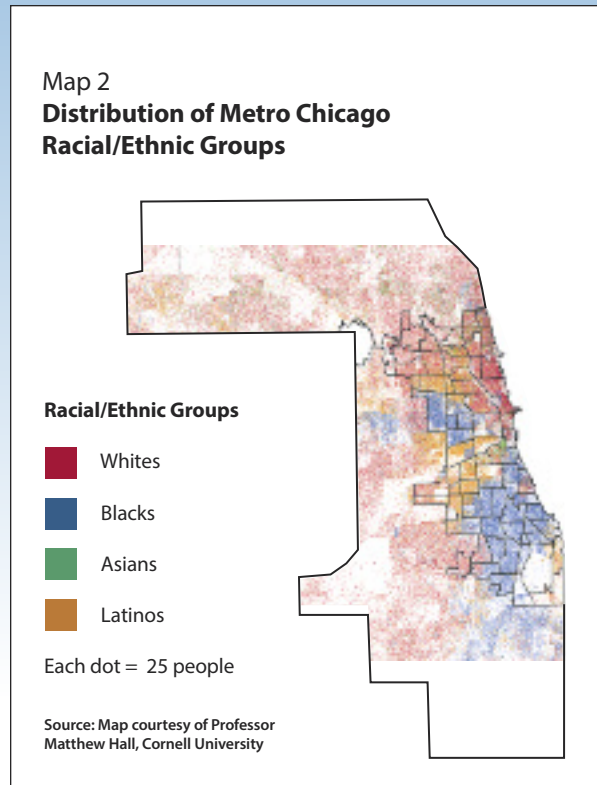 Map 2
Distribution of Metro Chicago
Racial/Ethnic Groups
Racial/Ethnic Groups
Whites
Blacks
Asians
Latinos
Each dot = 25 people
Source: Map courtesy of Professor
Matthew Hall, Cornell University